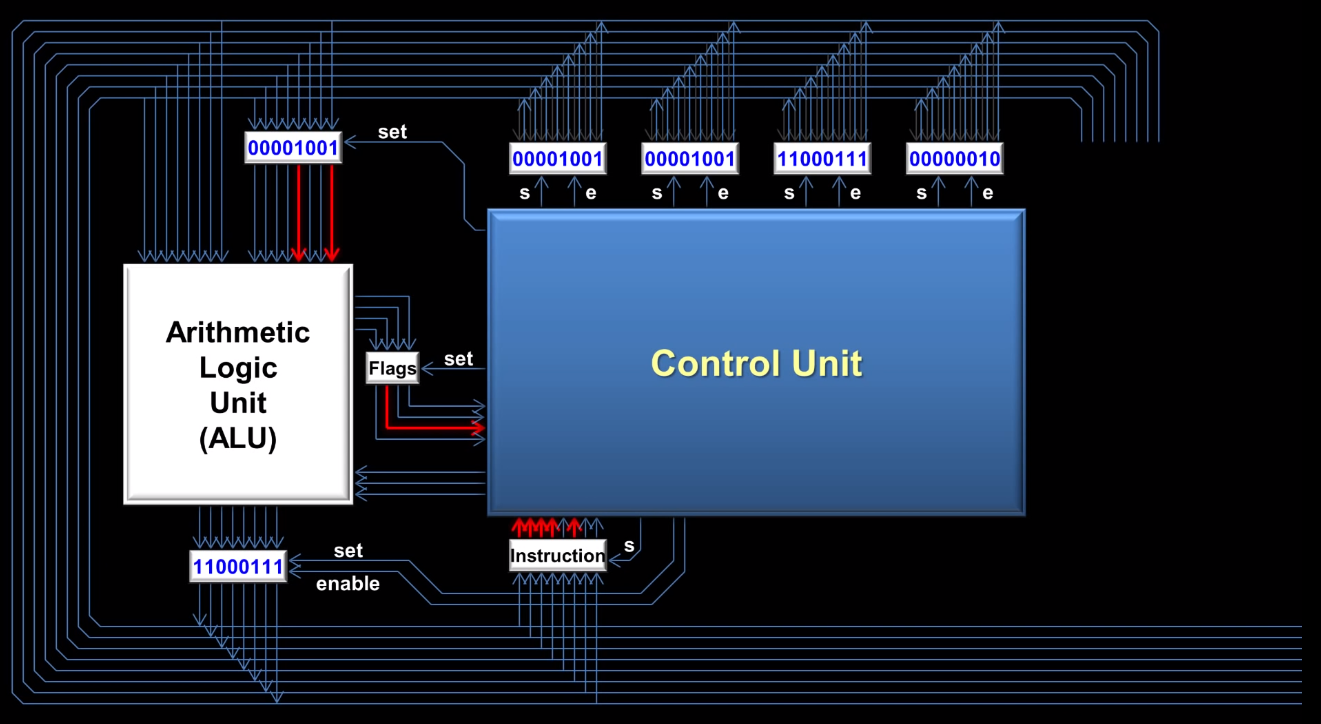 set
00001001
00001001
00001001
11000111
00000010
s
e
s
e
s
e
s
e
Arithmetic
Logic
Unit
(ALU)
Flags
set
Control Unit
set
enable
11000111
Instruction
s